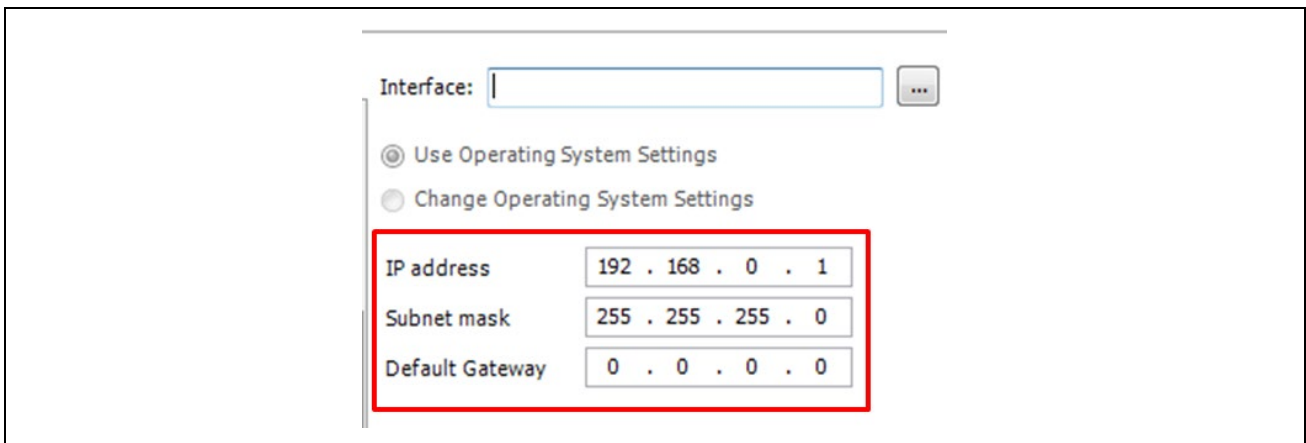 Interface: ...
Use Operating System Settings
Change Operating System Settings
IP address 192 . 168 . 0 . 1
Subnet mask 255 . 255 . 255 . 0
Default Gateway 0 . 0 . 0 . 0